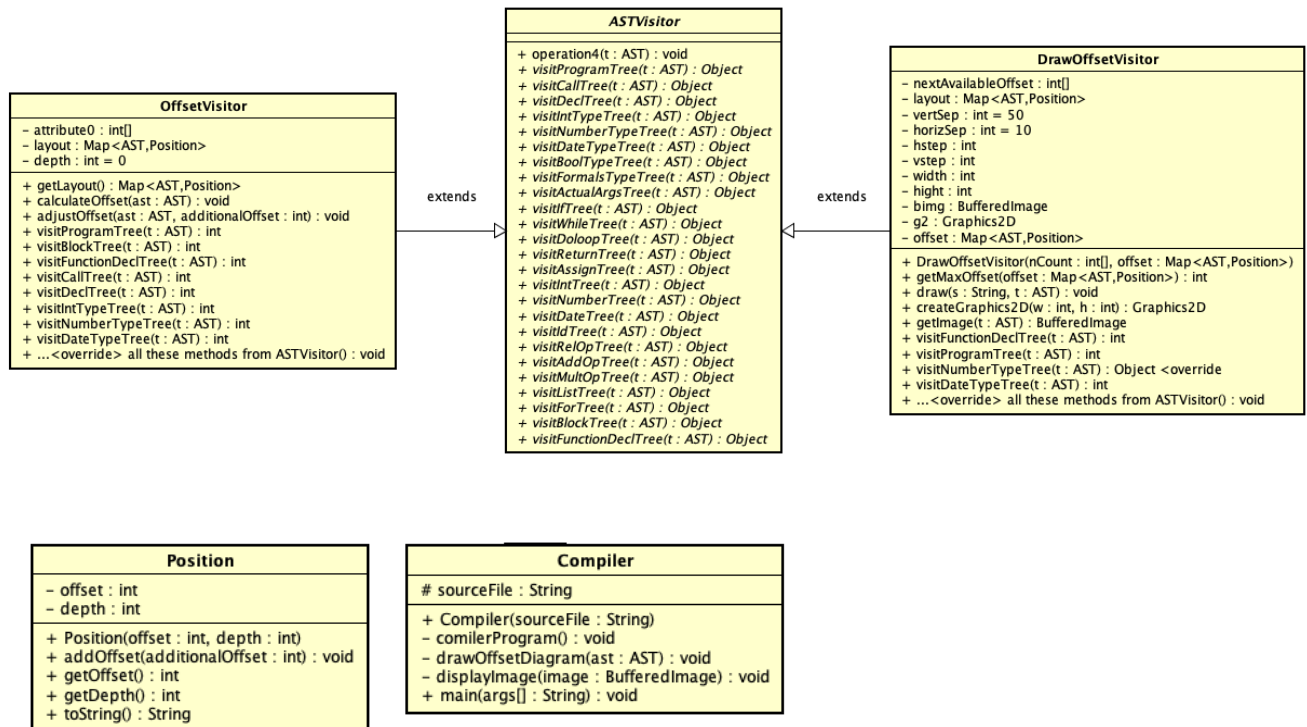 ASTVisitor
+ operation4(t : AST) : void
+ visitProgramTree(t : AST) : Object
+ visitCallTree(t : AST) : Object
+ visitDeclTree(t : AST) : Object
+ visitIntTypeTree(t : AST) : Object
+ visitNumberTypeTree(t : AST) : Object
+ visitDateTypeTree(t : AST) : Object
+ visitBoolTypeTree(t : AST) : Object
+ visitFormalsTypeTree(t : AST) : Object
+ visitActualArgsTree(t : AST) : Object
+ visitIfTree(t : AST) : Object
+ visitWhileTree(t : AST) : Object
+ visitDoloopTree(t : AST) : Object
+ visitReturnTree(t : AST) : Object
+ visitAssignTree(t : AST) : Object
+ visitIntTree(t : AST) : Object
+ visitNumberTree(t : AST) : Object
+ visitDateTree(t : AST) : Object
+ visitIdTree(t : AST) : Object
+ visitRelOpTree(t : AST) : Object
+ visitAddOpTree(t : AST) : Object
+ visitMultOpTree(t : AST) : Object
+ visitListTree(t : AST) : Object
+ visitForTree(t : AST) : Object
+ visitBlockTree(t : AST) : Object
+ visitFunctionDeclTree(t : AST) : Object
OffsetVisitor
- attribute0 : int[]
- layout : Map<AST,Position>
- depth : int = 0
+ getLayout() : Map<AST,Position>
+ calculateOffset(ast : AST) : void
+ adjustOffset(ast : AST, additionalOffset : int) : void
+ visitProgramTree(t : AST) : int
+ visitBlockTree(t : AST) : int
+ visitFunctionDeclTree(t : AST) : int
+ visitCallTree(t : AST) : int
+ visitDeclTree(t : AST) : int
+ visitIntTypeTree(t : AST) : int
+ visitNumberTypeTree(t : AST) : int
+ visitDateTypeTree(t : AST) : int
+ ...<override> all these methods from ASTVisitor() : void
extends
extends
DrawOffsetVisitor
- nextAvailableOffset : int[]
- layout : Map<AST,Position>
- vertSep : int = 50
- horizSep : int = 10
- hstep : int
- vstep : int
- width : int
- hight : int
- bimg : BufferedImage
- g2 : Graphics2D
- offset : Map<AST,Position>
+ DrawOffsetVisitor(nCount : int[], offset : Map<AST,Position>)
+ getMaxOffset(offset : Map<AST,Position>) : int
+ draw(s : String, t : AST) : void
+ createGraphics2D(w : int, h : int) : Graphics2D
+ getImage(t : AST) : BufferedImage
+ visitFunctionDeclTree(t : AST) : int
+ visitProgramTree(t : AST) : int
+ visitNumberTypeTree(t : AST) : Object <override
+ visitDateTypeTree(t : AST) : int
+ ...<override> all these methods from ASTVisitor() : void
Position
- offset : int
- depth : int
+ Position(offset : int, depth : int)
+ addOffset(additionalOffset : int) : void
+ getOffset() : int
+ getDepth() : int
+ toString() : String
Compiler
# sourceFile : String
+ Compiler(sourceFile : String)
- comilerProgram() : void
- drawOffsetDiagram(ast : AST) : void
- displayImage(image : BufferedImage) : void
+ main(args[] : String) : void